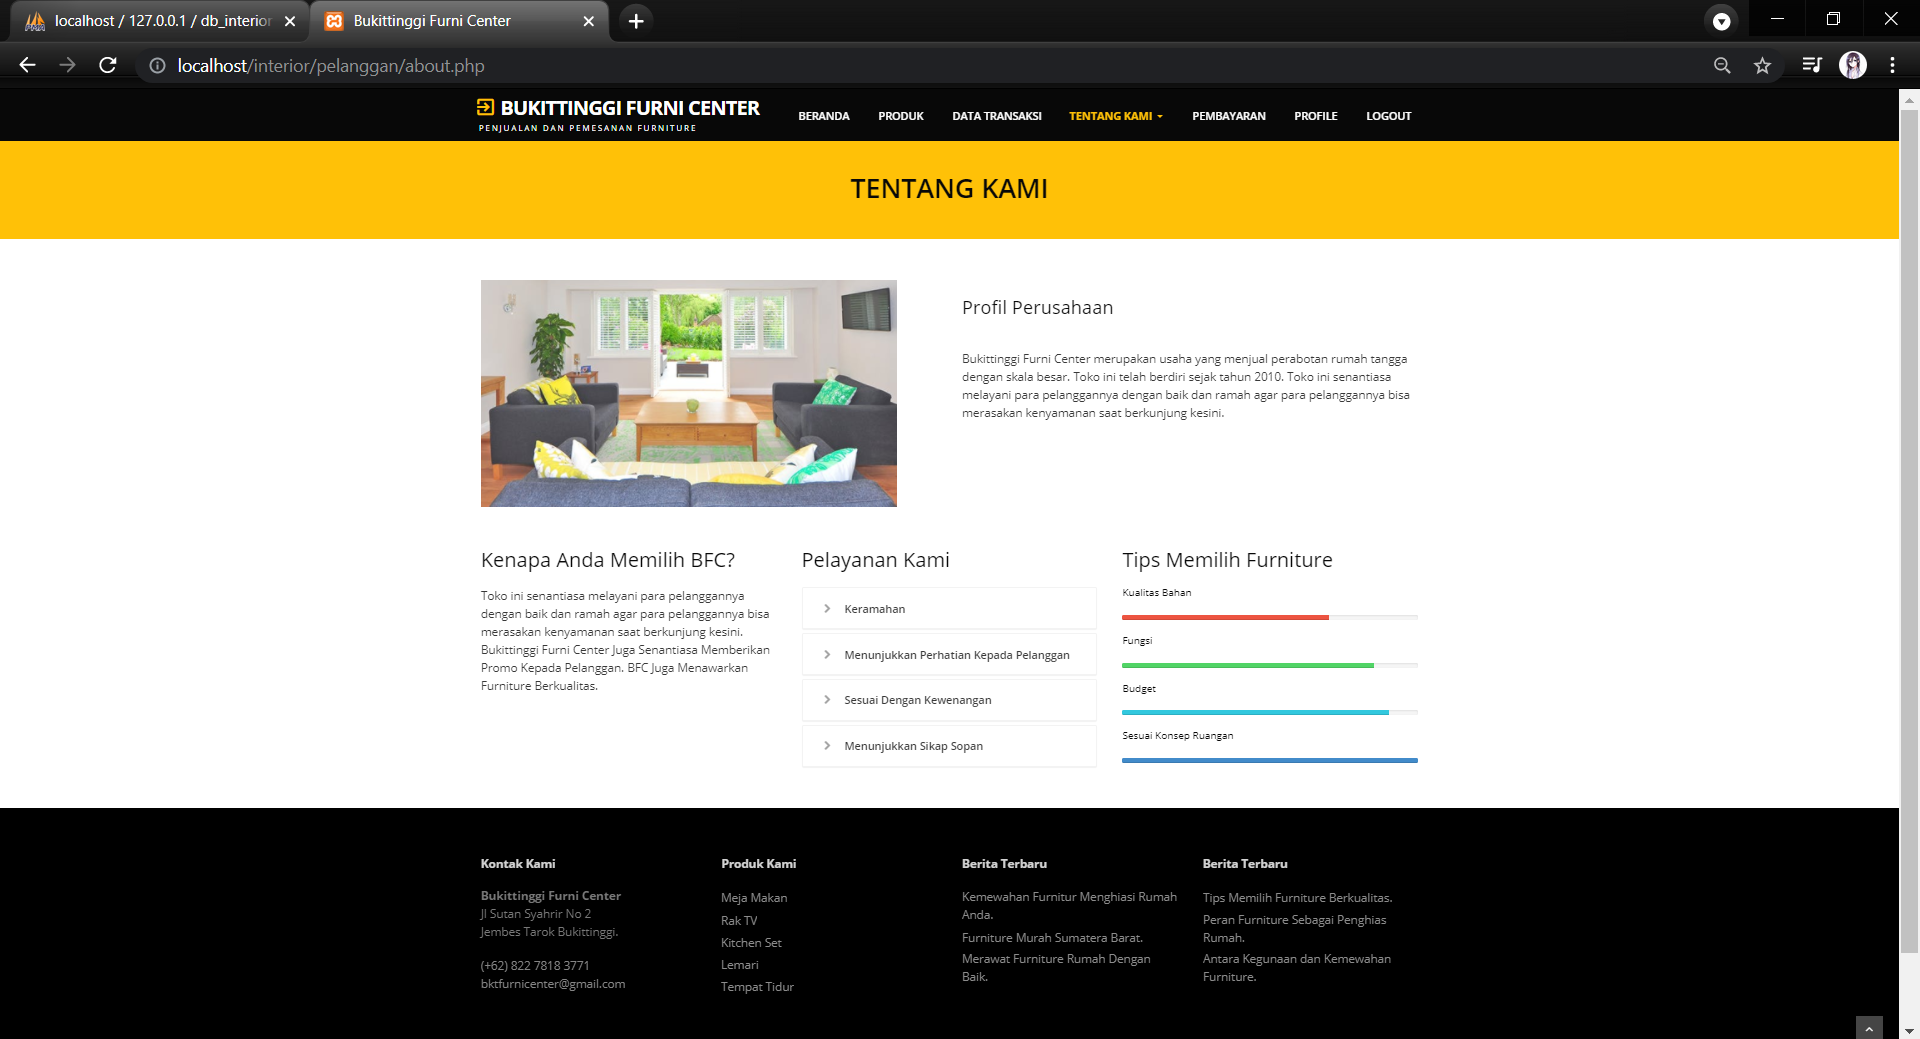 localhost / 127.0.0.1 / db_interior
Bukittinggi Furni Center
localhost/interior/pelanggan/about.php
BUKITTINGGI FURNI CENTER
PENJUALAN DAN PEMESANAN FURNITURE
BERANDA
PRODUK
DATA TRANSAKSI
TENTANG KAMI
PEMBAYARAN
PROFILE
LOGOUT
TENTANG KAMI
Profil Perusahaan
Bukittinggi Furni Center merupakan usaha yang menjual perabotan rumah tangga
dengan skala besar. Toko ini telah berdiri sejak tahun 2010. Toko ini senantiasa
melayani para pelanggannya dengan baik dan ramah agar para pelanggannya bisa
merasakan kenyamanan saat berkunjung kesini.
Kenapa Anda Memilih BFC?
Toko ini senantiasa melayani para pelanggannya
dengan baik dan ramah agar para pelanggannya bisa
merasakan kenyamanan saat berkunjung kesini.
Bukittinggi Furni Center Juga Senantiasa Memberikan
Promo Kepada Pelanggan. BFC Juga Menawarkan
Furniture Berkualitas.
Pelayanan Kami
Keramahan
Menunjukkan Perhatian Kepada Pelanggan
Sesuai Dengan Kewenangan
Menunjukkan Sikap Sopan
Tips Memilih Furniture
Kualitas Bahan
Fungsi
Budget
Sesuai Konsep Ruangan
Kontak Kami
Bukittinggi Furni Center
Jl Sutan Syahrir No 2
Jembes Tarok Bukittinggi.
(+62) 822 7818 3771
bktfurnicenter@gmail.com
Produk Kami
Meja Makan
Rak TV
Kitchen Set
Lemari
Tempat Tidur
Berita Terbaru
Kemewahan Furnitur Menghiasi Rumah
Anda.
Furniture Murah Sumatera Barat.
Merawat Furniture Rumah Dengan
Baik.
Berita Terbaru
Tips Memilih Furniture Berkualitas.
Peran Furniture Sebagai Penghias
Rumah.
Antara Kegunaan dan Kemewahan
Furniture.